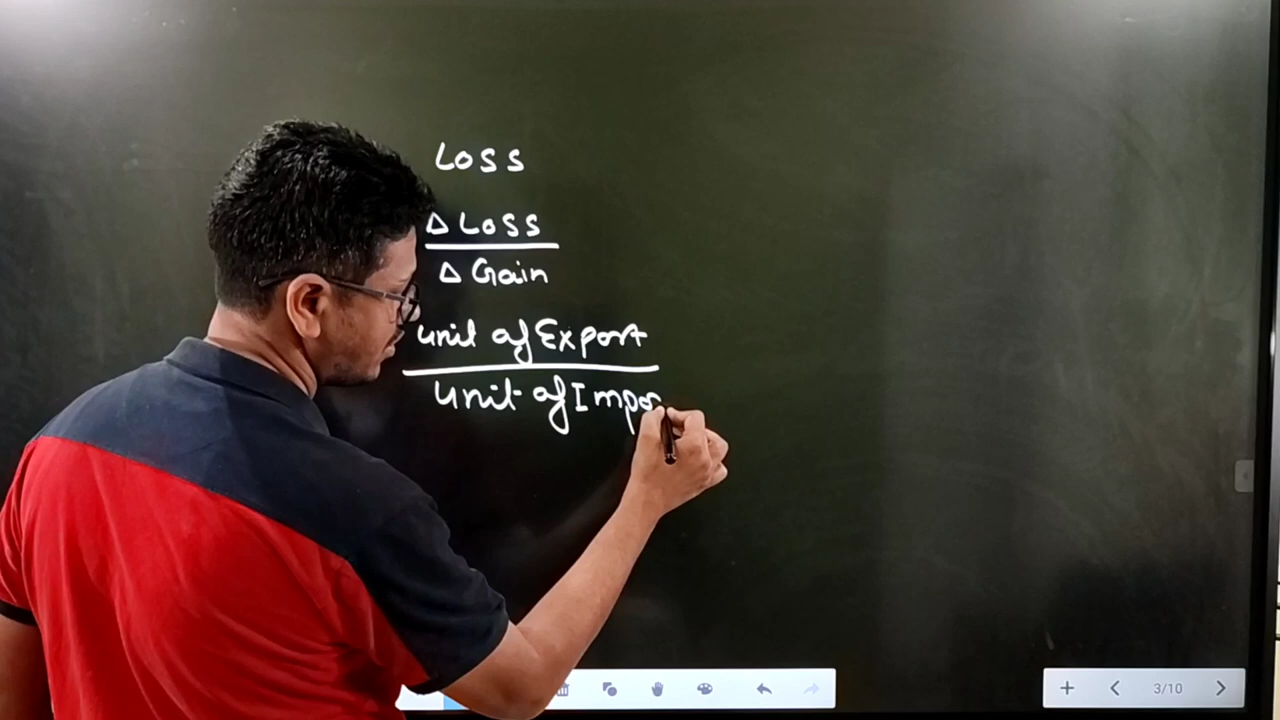 Loss
Δ Loss
Δ Gain
unit of Export
unit of Impor
3/10